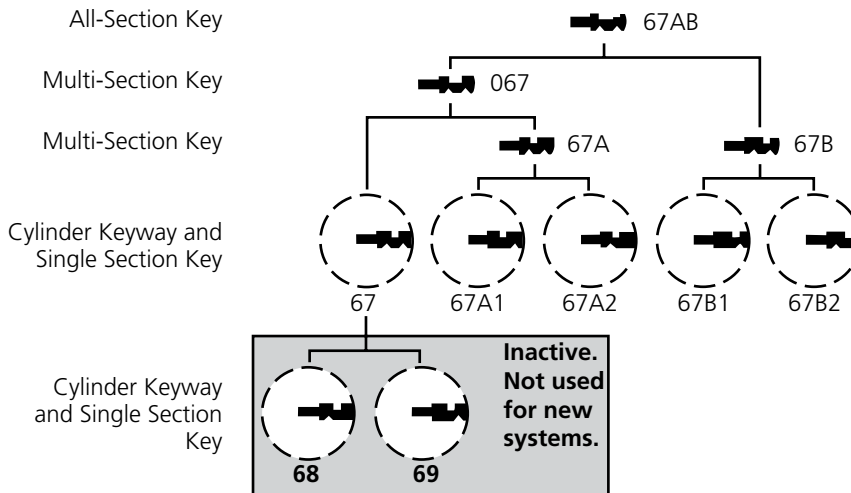 All-Section Key
67AB
Multi-Section Key
067
Multi-Section Key
67A
67B
Cylinder Keyway and
Single Section Key
67
67A1
67A2
67B1
67B2
Cylinder Keyway
and Single Section
Key
Inactive.
Not used
for new
systems.
68
69